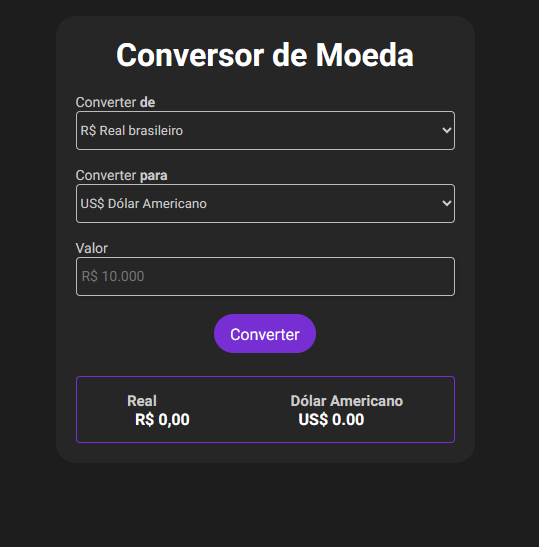 Conversor de Moeda
Converter de
R$ Real brasileiro
Converter para
US$ Dólar Americano
Valor
R$ 10.000
Converter
Real Dólar Americano
R$ 0,00 US$ 0.00